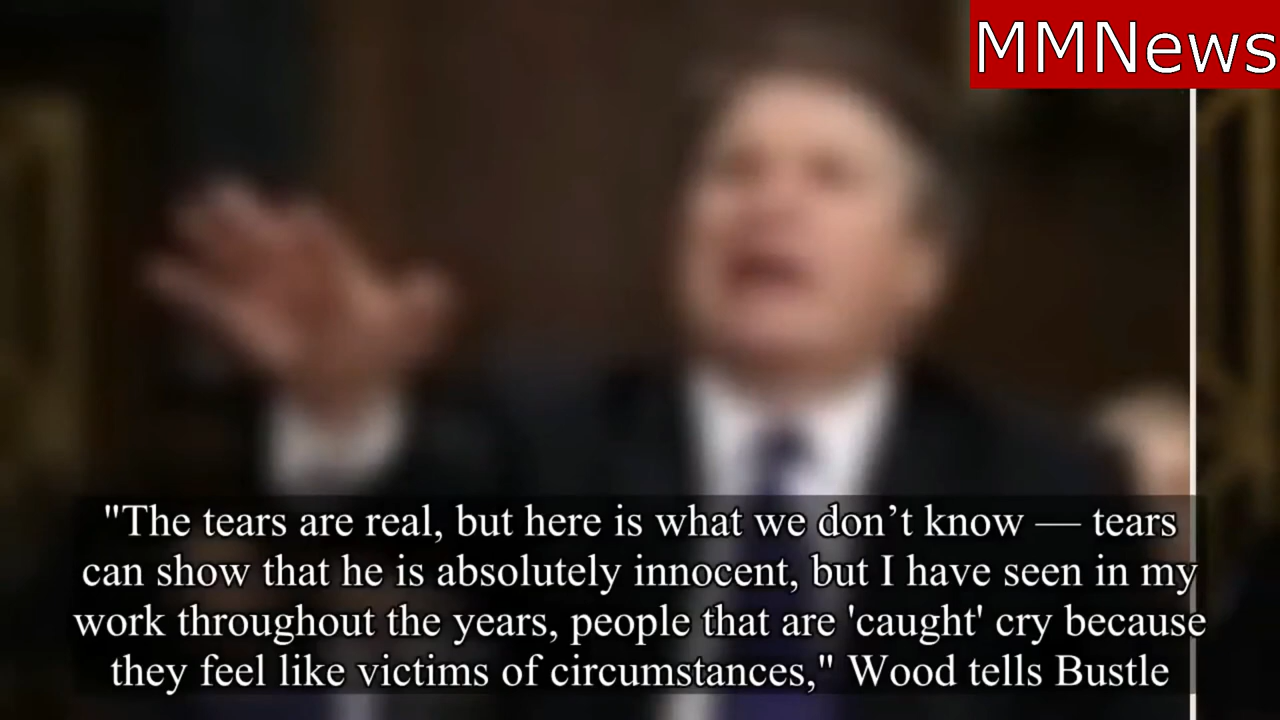 MMNews
"The tears are real, but here is what we don’t know — tears
can show that he is absolutely innocent, but I have seen in my
work throughout the years, people that are 'caught' cry because
they feel like victims of circumstances," Wood tells Bustle